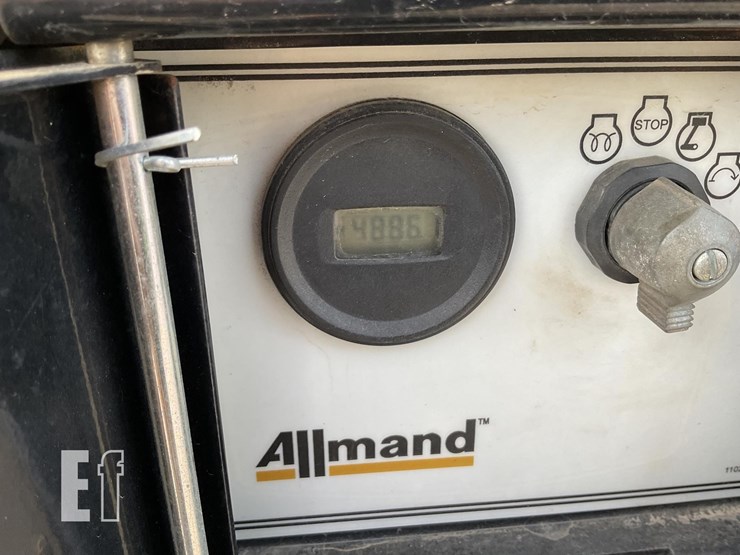 STOP
4886
Allmand™
Ef